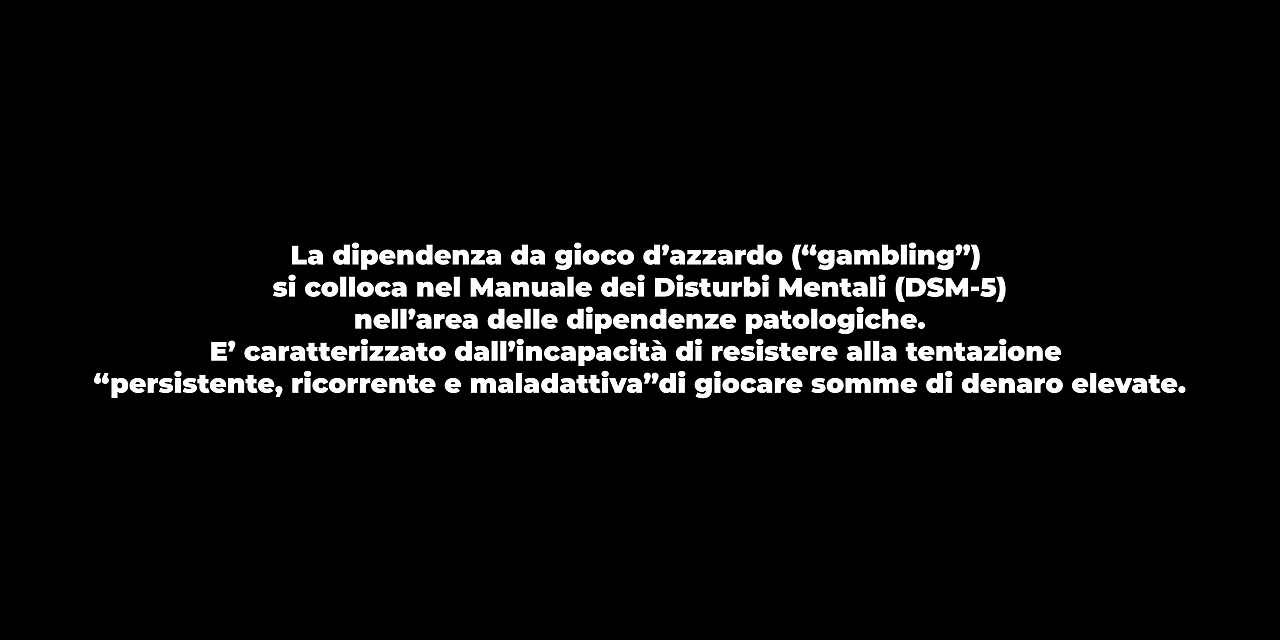 La dipendenza da gioco d’azzardo (“gambling”)
si colloca nel Manuale dei Disturbi Mentali (DSM-5)
nell’area delle dipendenze patologiche.
E’ caratterizzato dall’incapacità di resistere alla tentazione
“persistente, ricorrente e maladattiva”di giocare somme di denaro elevate.